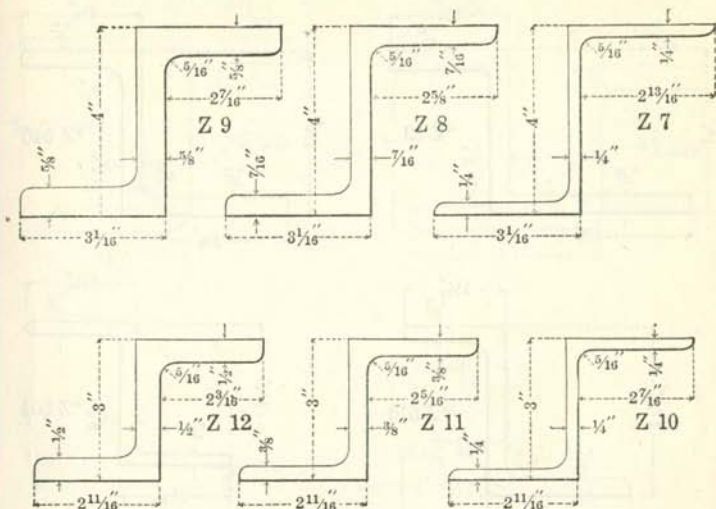 5/16″ 5/8″ 5/16″ 7/16″ 5/16″ 1/4″
2 7/16″ 2 5/8″ 2 13/16″
4″ Z 9 4″ Z 8 4″ Z 7
5/8″ 5/8″ 7/16″ 7/16″ 1/4″ 1/4″
3 1/16″ 3 1/16″ 3 1/16″
5/16″ 1/2″ 5/16″ 3/8″ 5/16″ 1/4″
3″ 2 3/16″ 3″ 2 5/16″ 3″ 2 7/16″
1/2″ 1/2″ Z 12 3/8″ 3/8″ Z 11 1/4″ 1/4″ Z 10
2 11/16″ 2 11/16″ 2 11/16″